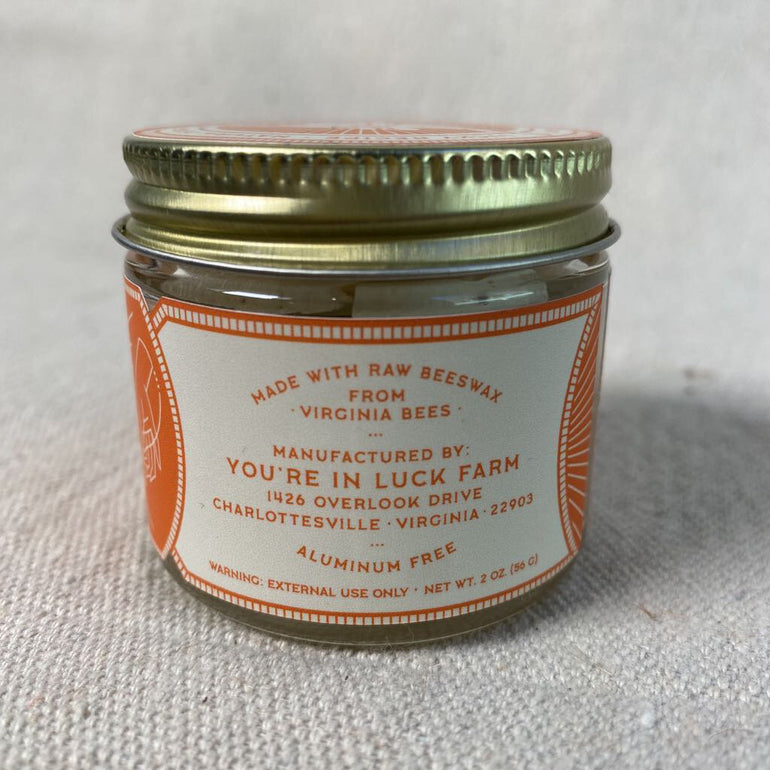 MADE WITH RAW BEESWAX
FROM
· VIRGINIA BEES ·
...
MANUFACTURED BY:
YOU'RE IN LUCK FARM
1426 OVERLOOK DRIVE
CHARLOTTESVILLE · VIRGINIA · 22903
...
ALUMINUM FREE
WARNING: EXTERNAL USE ONLY · NET WT. 2 OZ. (56 G)